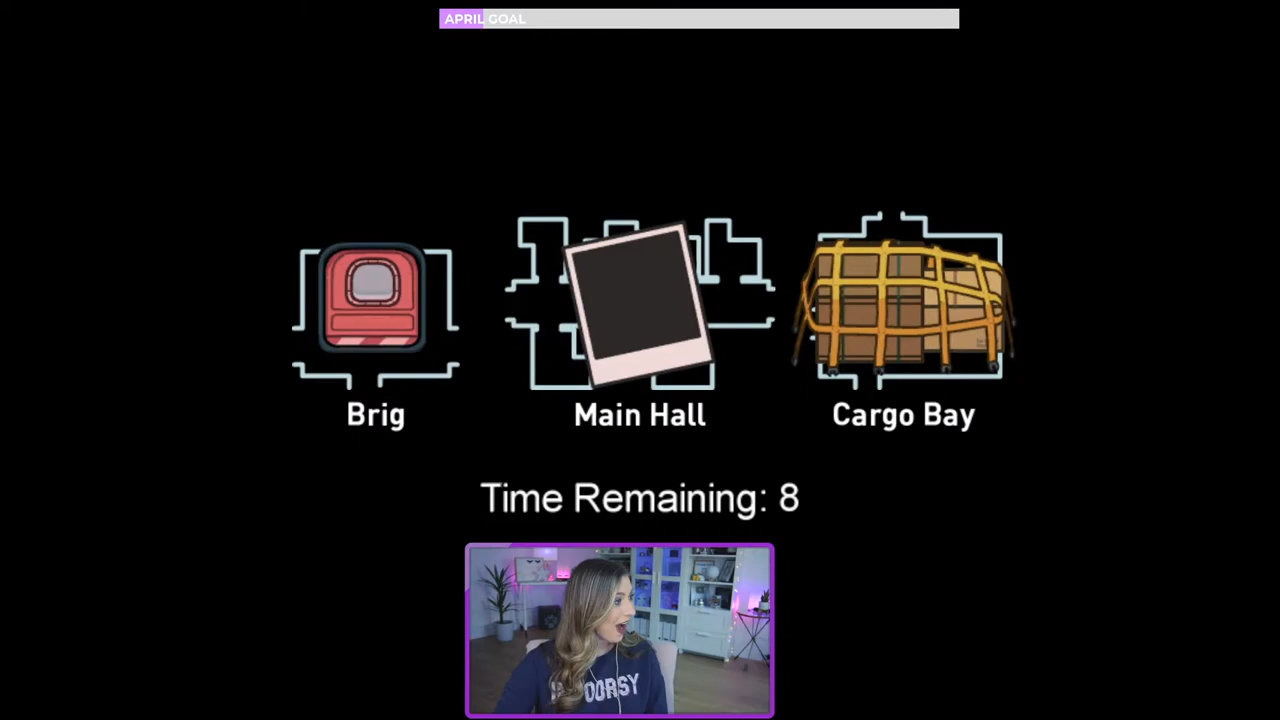 APRIL GOAL
Brig
Main Hall
Cargo Bay
Time Remaining: 8